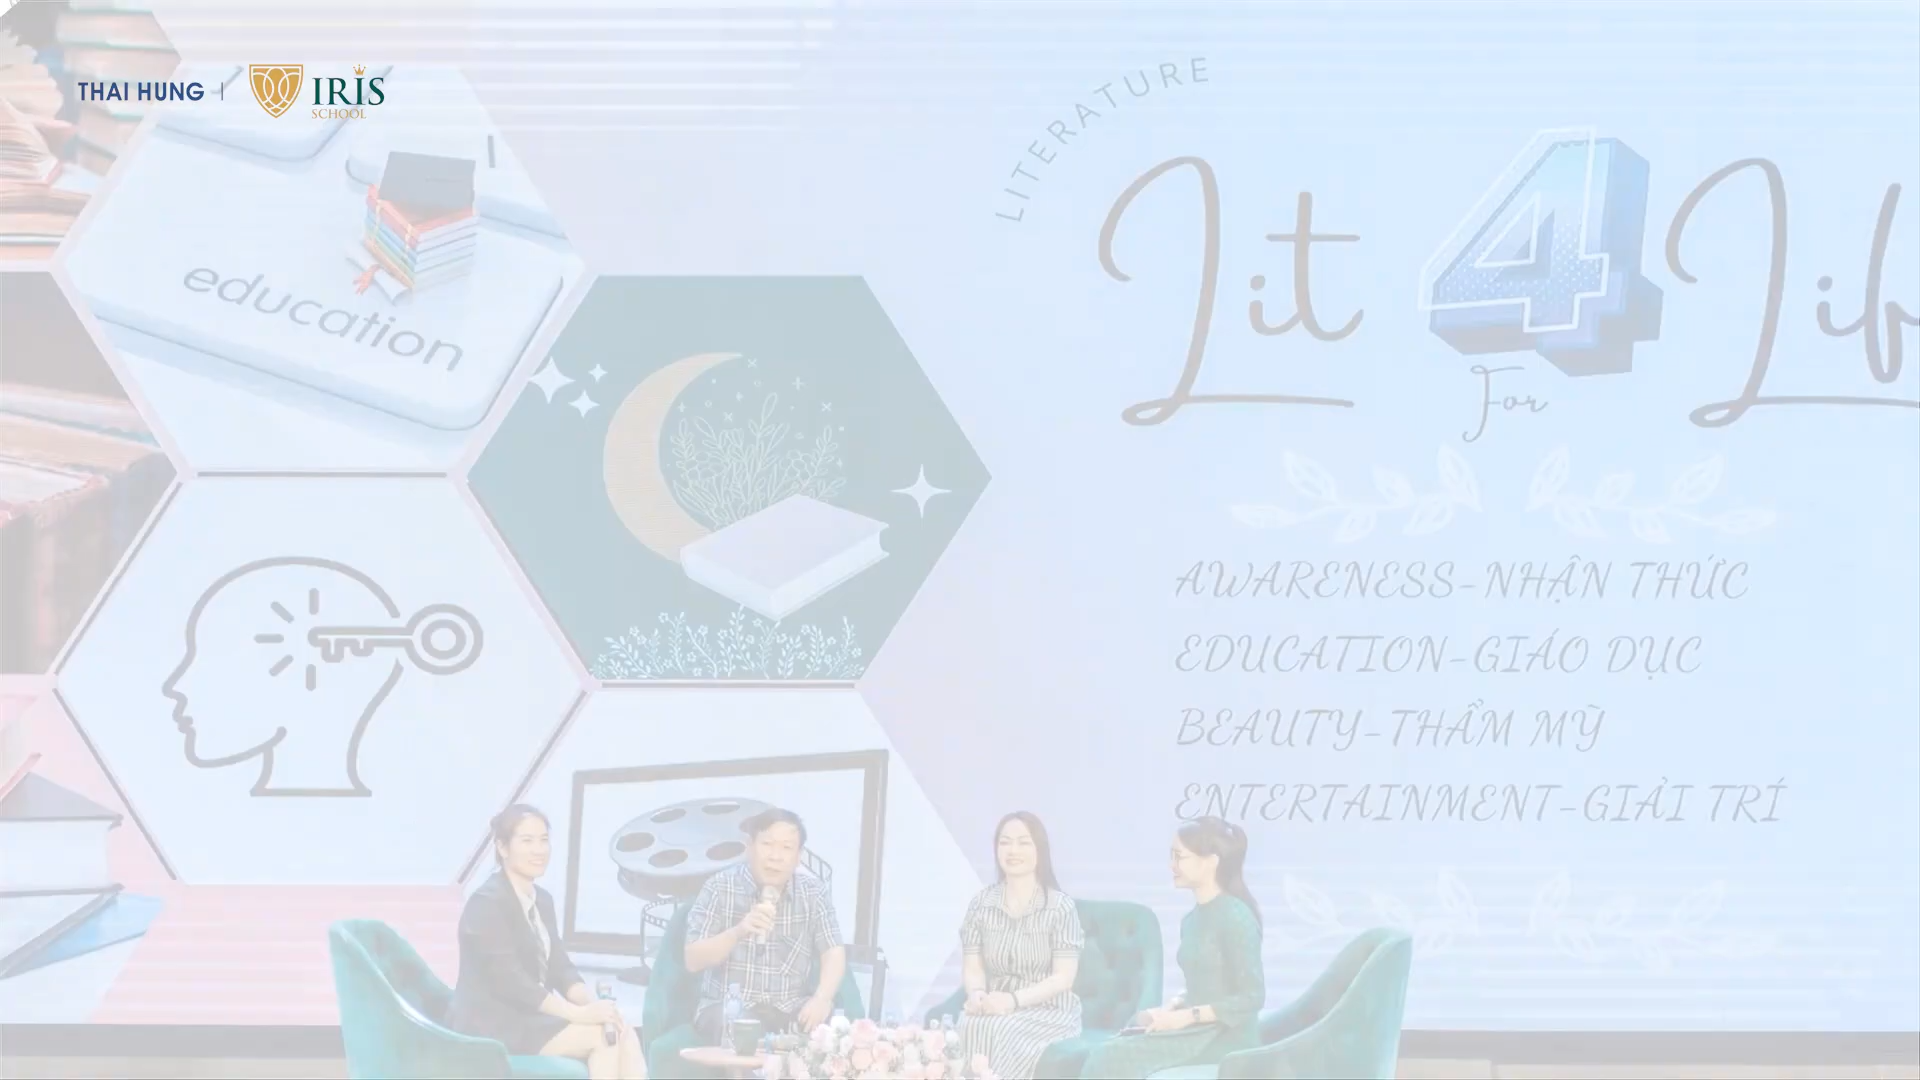 THAI HUNG
IRIS
SCHOOL
education
LITERATURE
Lit 4 Lif
For
AWARENESS-NHẬN THỨC
EDUCATION-GIÁO DỤC
BEAUTY-THẨM MỸ
ENTERTAINMENT-GIẢI TRÍ